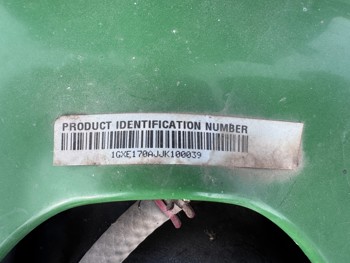 PRODUCT IDENTIFICATION NUMBER
1GXE170AJJK100039